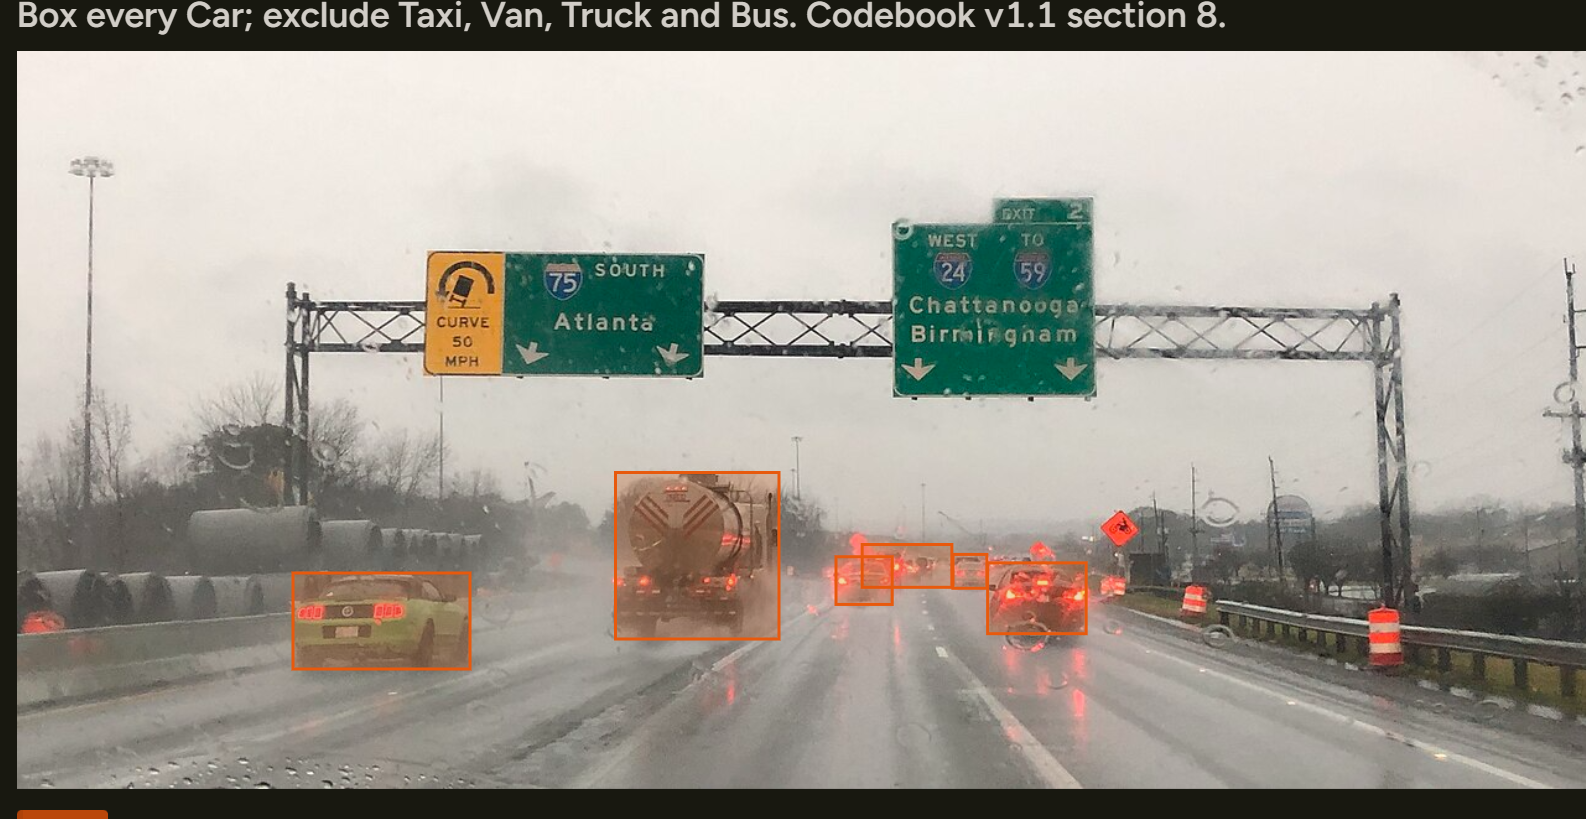 Box every Car; exclude Taxi, Van, Truck and Bus. Codebook v1.1 section 8.
EXIT 2
WEST TO
24 59
Chattanooga
Birmingham
75 SOUTH
Atlanta
CURVE
50
MPH